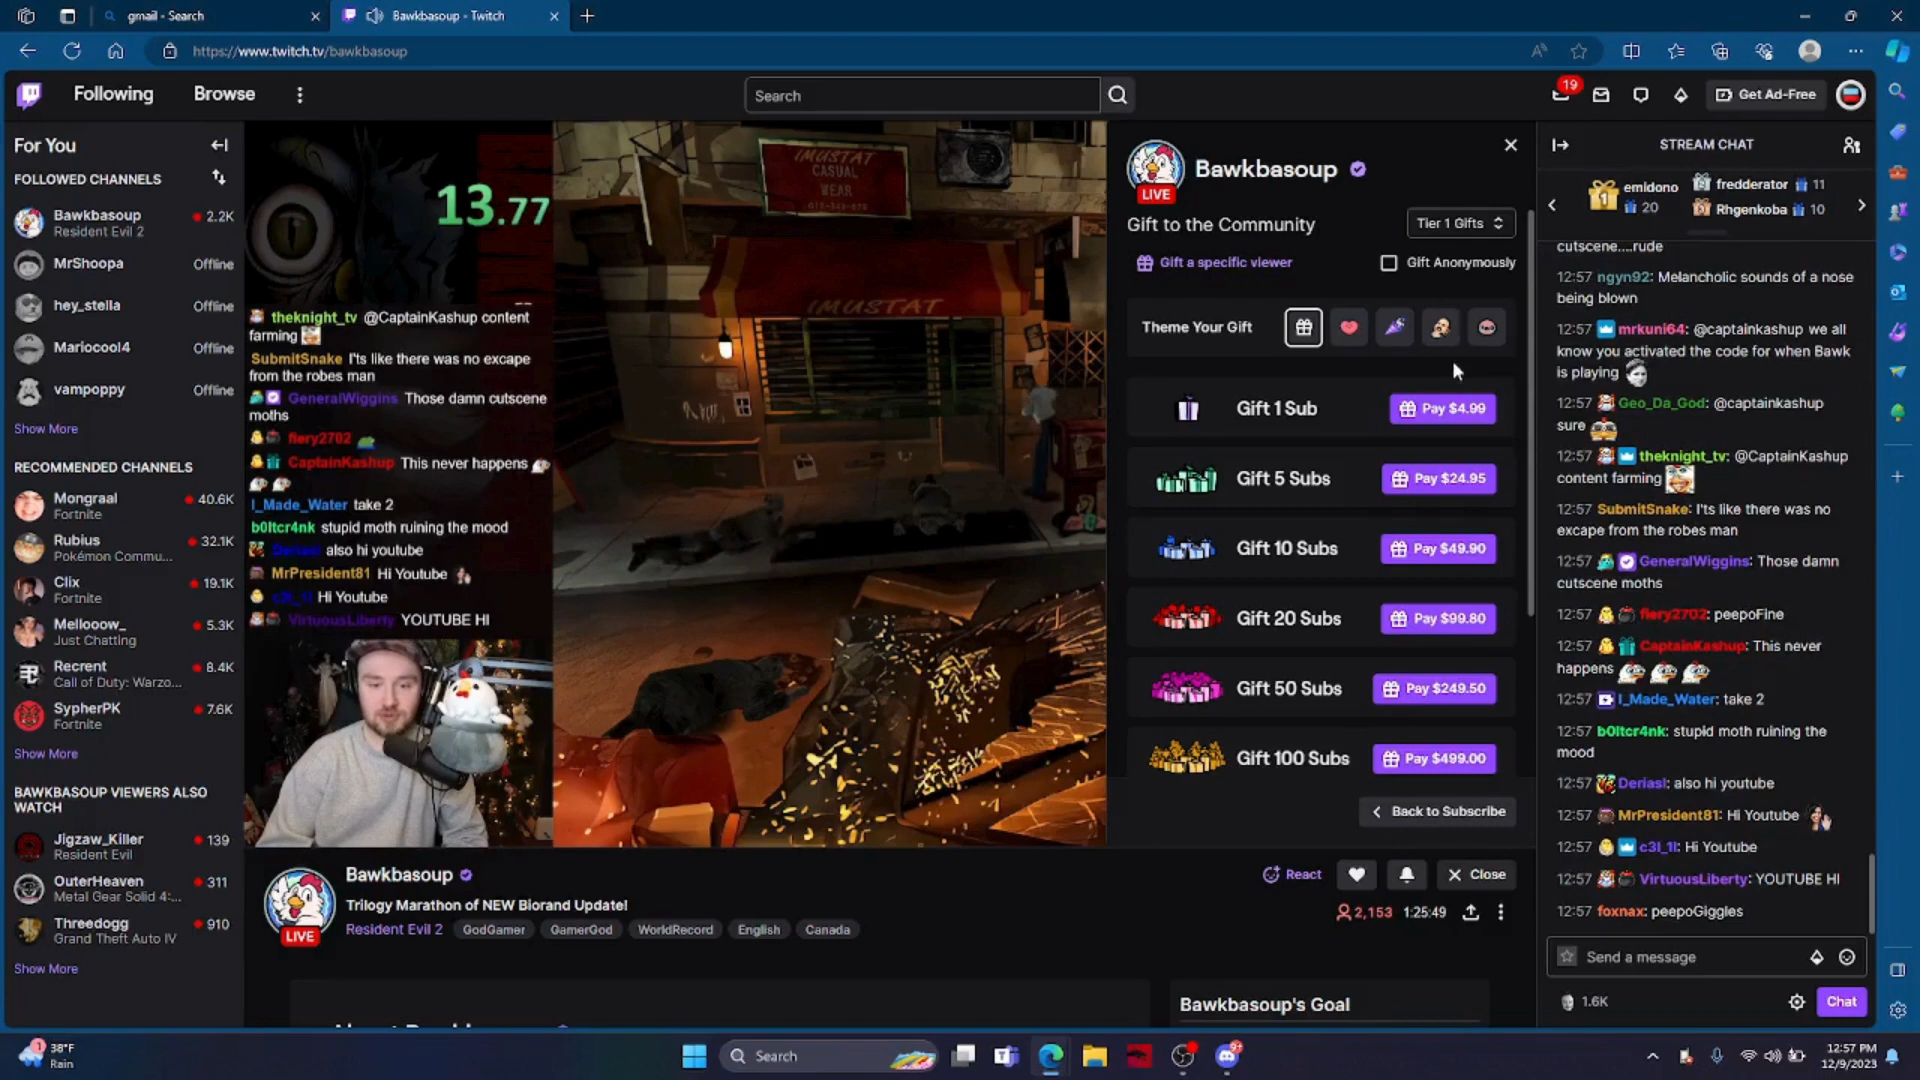 gmail - Search
Bawkbasoup - Twitch
https://www.twitch.tv/bawkbasoup
Following
Browse
Search
19
Get Ad-Free
For You
FOLLOWED CHANNELS
Bawkbasoup
2.2K
Resident Evil 2
MrShoopa
Offline
hey_stella
Offline
Mariocool4
Offline
vampoppy
Offline
Show More
RECOMMENDED CHANNELS
Mongraal
40.6K
Fortnite
Rubius
32.1K
Pokémon Commu...
Clix
19.1K
Fortnite
Mellooow_
5.3K
Just Chatting
Recrent
8.4K
Call of Duty: Warzo...
SypherPK
7.6K
Fortnite
Show More
BAWKBASOUP VIEWERS ALSO
WATCH
Jigzaw_Killer
139
Resident Evil
OuterHeaven
311
Metal Gear Solid 4:...
Threedogg
910
Grand Theft Auto IV
Show More
13.77
theknight_tv @CaptainKashup content
farming
SubmitSnake I'ts like there was no excape
from the robes man
GeneralWiggins Those damn cutscene
moths
fiery2702
CaptainKashup This never happens
I_Made_Water take 2
b0ltcr4nk stupid moth ruining the mood
Deriasl also hi youtube
MrPresident81 Hi Youtube
c3l_1l Hi Youtube
VirtuousLiberty YOUTUBE HI
IMUSTAT
CASUAL
WEAR
IMUSTAT
Bawkbasoup
LIVE
Gift to the Community
Tier 1 Gifts
Gift a specific viewer
Gift Anonymously
Theme Your Gift
Gift 1 Sub
Pay $4.99
Gift 5 Subs
Pay $24.95
Gift 10 Subs
Pay $49.90
Gift 20 Subs
Pay $99.80
Gift 50 Subs
Pay $249.50
Gift 100 Subs
Pay $499.00
Back to Subscribe
Bawkbasoup
Trilogy Marathon of NEW Biorand Update!
Resident Evil 2
GodGamer
GamerGod
WorldRecord
English
Canada
LIVE
React
Close
2,153
1:25:49
Bawkbasoup's Goal
STREAM CHAT
1
emidono
20
fredderator
11
Rhgenkoba
10
cutscene....rude
12:57 ngyn92: Melancholic sounds of a nose
being blown
12:57 mrkuni64: @captainkashup we all
know you activated the code for when Bawk
is playing
12:57 Geo_Da_God: @captainkashup
sure
12:57 theknight_tv: @CaptainKashup
content farming
12:57 SubmitSnake: I'ts like there was no
excape from the robes man
12:57 GeneralWiggins: Those damn
cutscene moths
12:57 fiery2702: peepoFine
12:57 CaptainKashup: This never
happens
12:57 I_Made_Water: take 2
12:57 b0ltcr4nk: stupid moth ruining the
mood
12:57 Deriasl: also hi youtube
12:57 MrPresident81: Hi Youtube
12:57 c3l_1l: Hi Youtube
12:57 VirtuousLiberty: YOUTUBE HI
12:57 foxnax: peepoGiggles
Send a message
1.6K
Chat
1
38°F
Rain
Search
9+
12:57 PM
12/9/2023